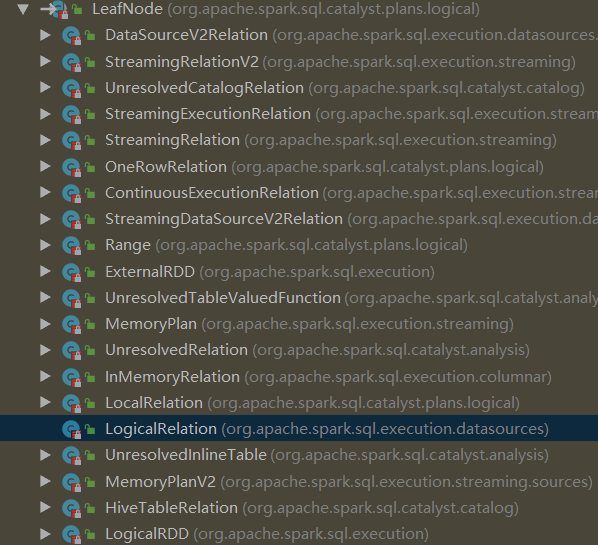 LeafNode (org.apache.spark.sql.catalyst.plans.logical)
DataSourceV2Relation (org.apache.spark.sql.execution.datasources.
StreamingRelationV2 (org.apache.spark.sql.execution.streaming)
UnresolvedCatalogRelation (org.apache.spark.sql.catalyst.catalog)
StreamingExecutionRelation (org.apache.spark.sql.execution.stream
StreamingRelation (org.apache.spark.sql.execution.streaming)
OneRowRelation (org.apache.spark.sql.catalyst.plans.logical)
ContinuousExecutionRelation (org.apache.spark.sql.execution.strea
StreamingDataSourceV2Relation (org.apache.spark.sql.execution.da
Range (org.apache.spark.sql.catalyst.plans.logical)
ExternalRDD (org.apache.spark.sql.execution)
UnresolvedTableValuedFunction (org.apache.spark.sql.catalyst.analy
MemoryPlan (org.apache.spark.sql.execution.streaming)
UnresolvedRelation (org.apache.spark.sql.catalyst.analysis)
InMemoryRelation (org.apache.spark.sql.execution.columnar)
LocalRelation (org.apache.spark.sql.catalyst.plans.logical)
LogicalRelation (org.apache.spark.sql.execution.datasources)
UnresolvedInlineTable (org.apache.spark.sql.catalyst.analysis)
MemoryPlanV2 (org.apache.spark.sql.execution.streaming.sources)
HiveTableRelation (org.apache.spark.sql.catalyst.catalog)
LogicalRDD (org.apache.spark.sql.execution)